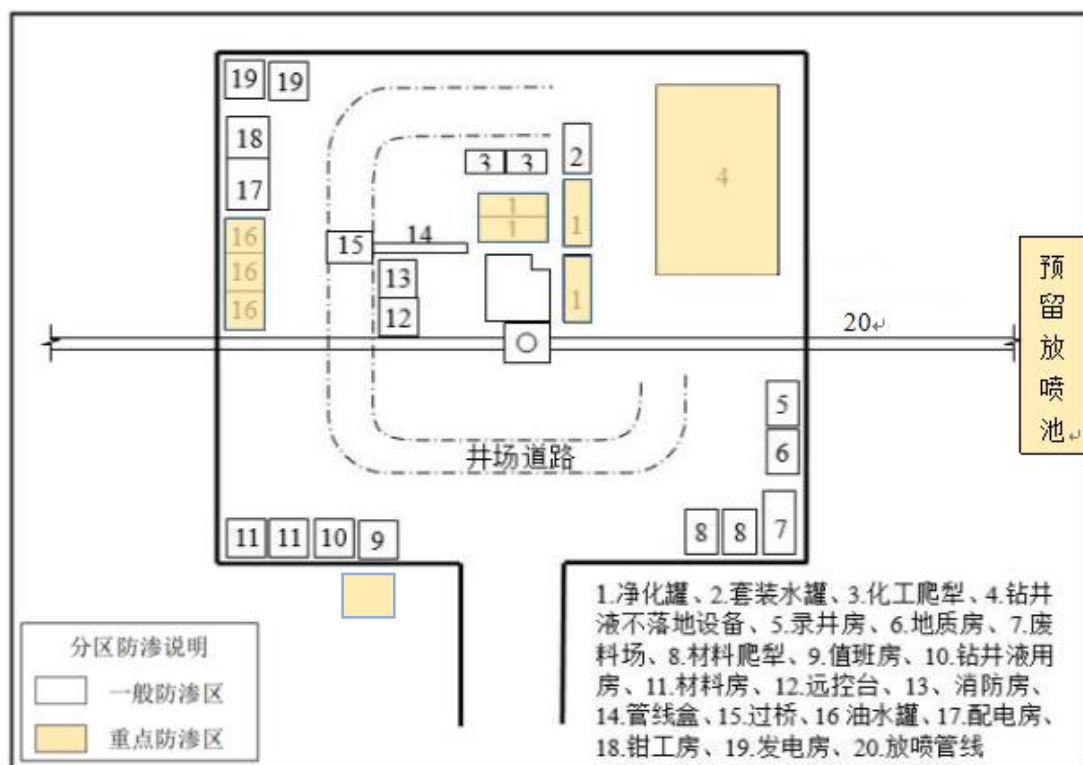 19 19
18
17
16
16
16
3 3
2
1
1
1
1
4
15
14
13
12
20
预
留
放
喷
池
5
6
7
井场道路
11 11 10 9
8 8
分区防渗说明
一般防渗区
重点防渗区
1.净化罐、2.套装水罐、3.化工爬犁、4.钻井
液不落地设备、5.录井房、6.地质房、7.废
料场、8.材料爬犁、9.值班房、10.钻井液用
房、11.材料房、12.远控台、13、消防房、
14.管线盒、15.过桥、16 油水罐、17.配电房、
18.钳工房、19.发电房、20.放喷管线